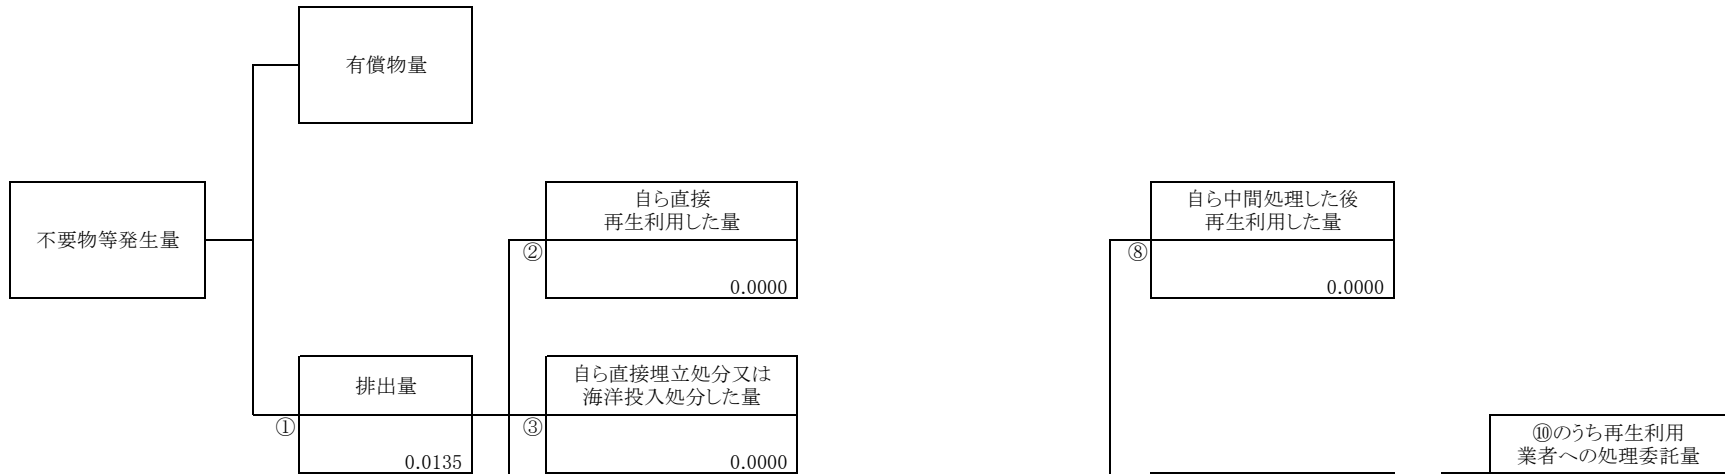 有償物量
不要物等発生量
自ら直接
再生利用した量
②
0.0000
自ら中間処理した後
再生利用した量
⑧
0.0000
排出量
①
0.0135
自ら直接埋立処分又は
海洋投入処分した量
③
0.0000
⑩のうち再生利用
業者への処理委託量